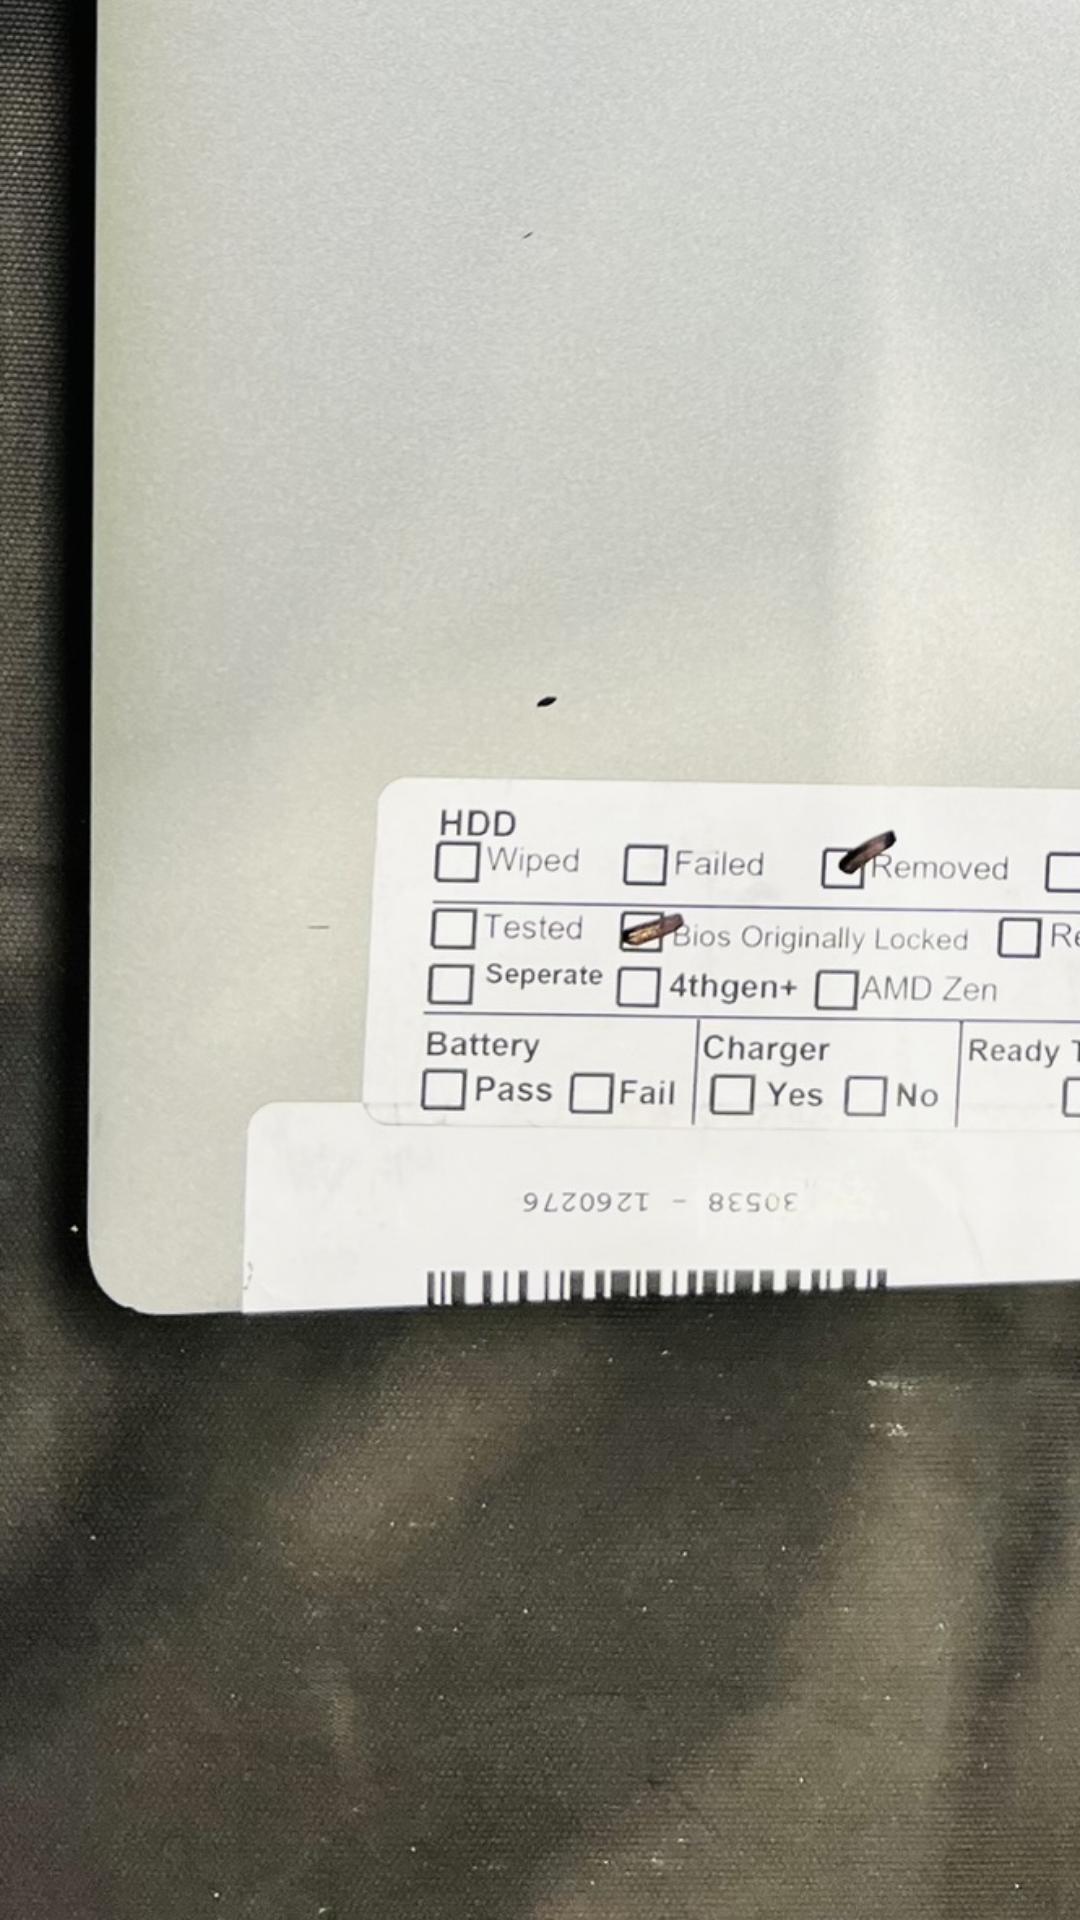 HDD
Wiped Failed Removed
Tested Bios Originally Locked
Seperate 4thgen+ AMD Zen
Battery Charger Ready
Pass Fail Yes No
30538 - 1260276